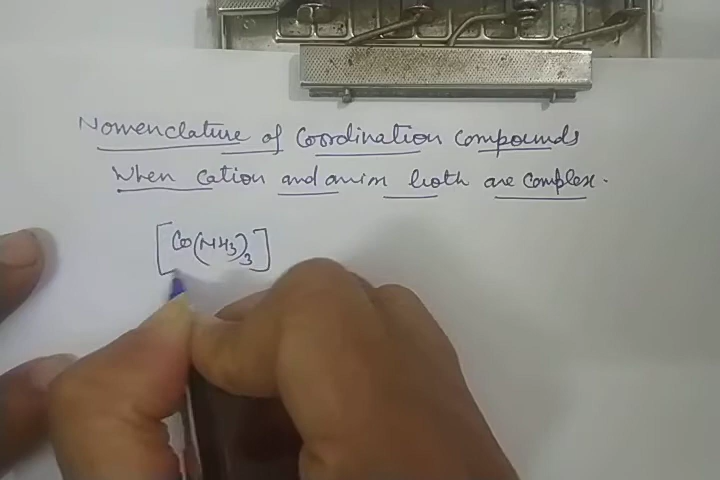 Nomenclature of Coordination Compounds
When cation and anion both are complex.
[Co(NH3)3]